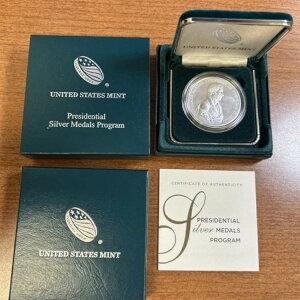 UNITED STATES MINT
Presidential
Silver Medals Program
UNITED STATES MINT
UNITED STATES MINT
CERTIFICATE OF AUTHENTICITY
PRESIDENTIAL
Silver MEDALS
PROGRAM